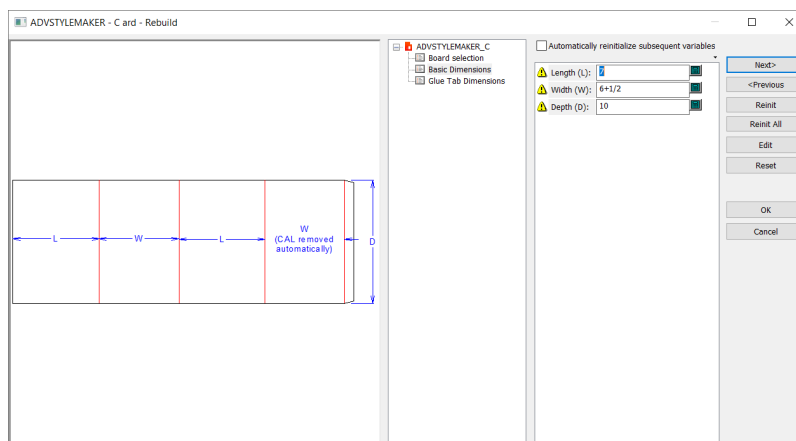 ADVSTYLEMAKER - C ard - Rebuild
ADVSTYLEMAKER_C
Board selection
Basic Dimensions
Glue Tab Dimensions
Automatically reinitialize subsequent variables
Length (L): 7
Width (W): 6+1/2
Depth (D): 10
Next>
<Previous
Reinit
Reinit All
Edit
Reset
OK
Cancel
L
W
L
W
(CAL removed
automatically)
D